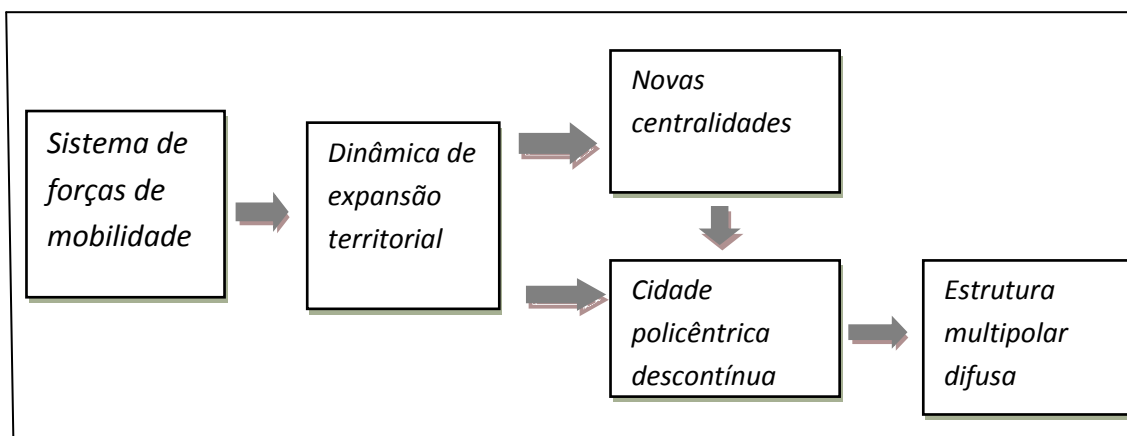 Sistema de
forças de
mobilidade
Dinâmica de
expansão
territorial
Novas
centralidades
Cidade
policêntrica
descontínua
Estrutura
multipolar
difusa